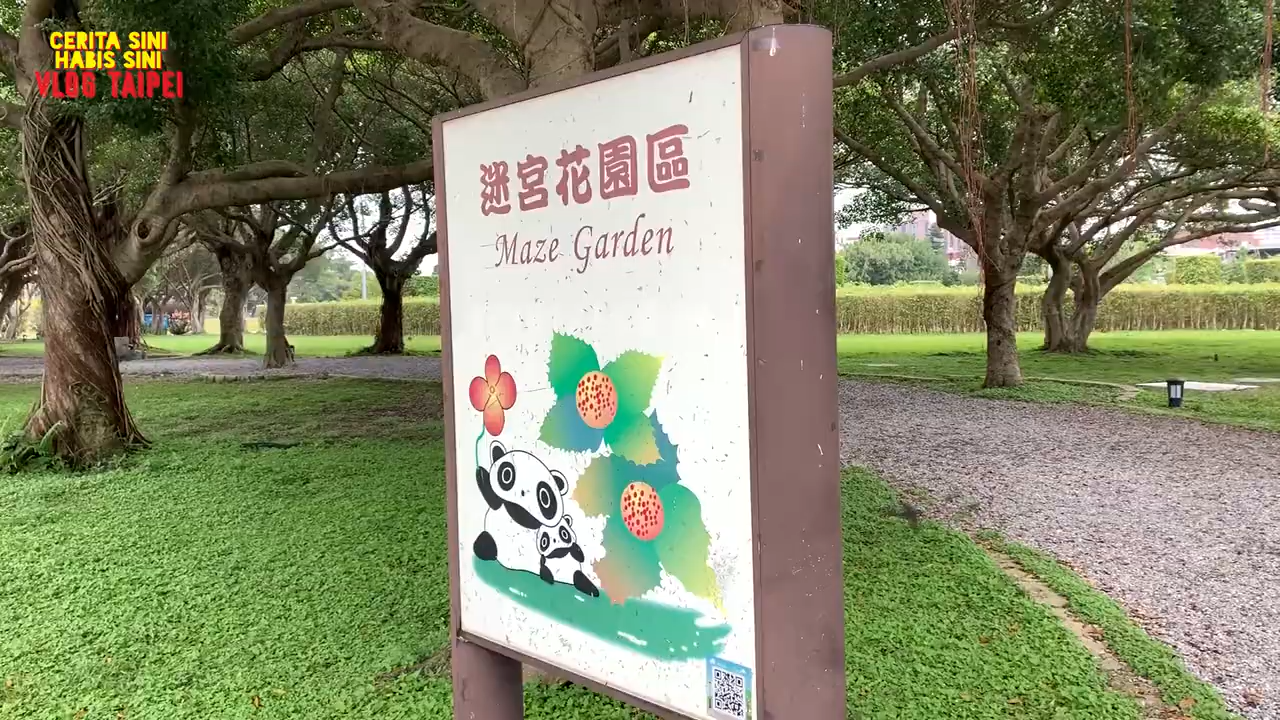 CERITA SINI
HABIS SINI
VLOG TAIPEI
迷宮花園區
Maze Garden